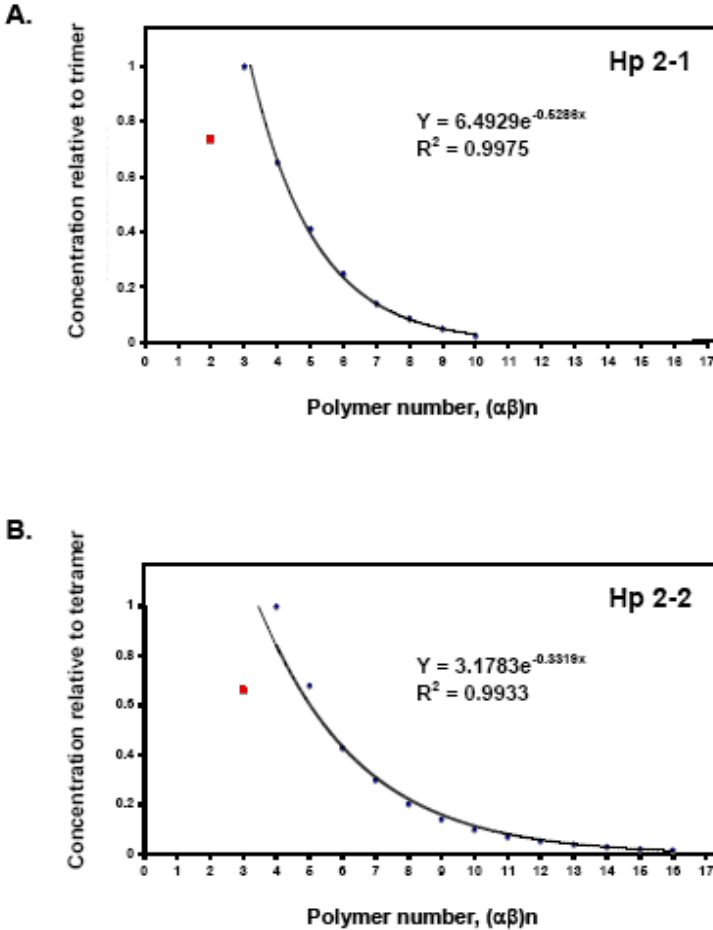 A.
Concentration relative to trimer
Hp 2-1
Y = 6.4929e^-0.5286x
R² = 0.9975
1
0.8
0.6
0.4
0.2
0
0 1 2 3 4 5 6 7 8 9 10 11 12 13 14 15 16 17
Polymer number, (αβ)n
B.
Concentration relative to tetramer
Hp 2-2
Y = 3.1783e^-0.3319x
R² = 0.9933
1
0.8
0.6
0.4
0.2
0
0 1 2 3 4 5 6 7 8 9 10 11 12 13 14 15 16 17
Polymer number, (αβ)n